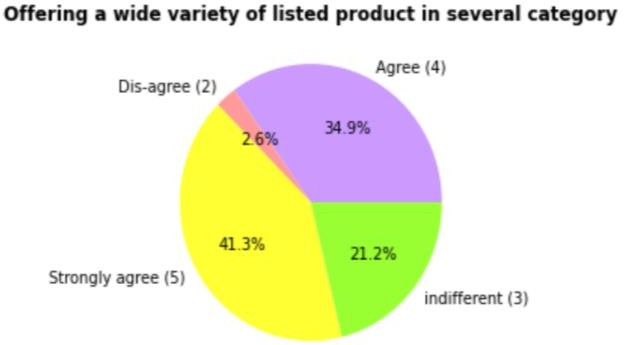 Offering a wide variety of listed product in several category
Agree (4)
Dis-agree (2)
34.9%
2.6%
41.3%
21.2%
Strongly agree (5)
indifferent (3)